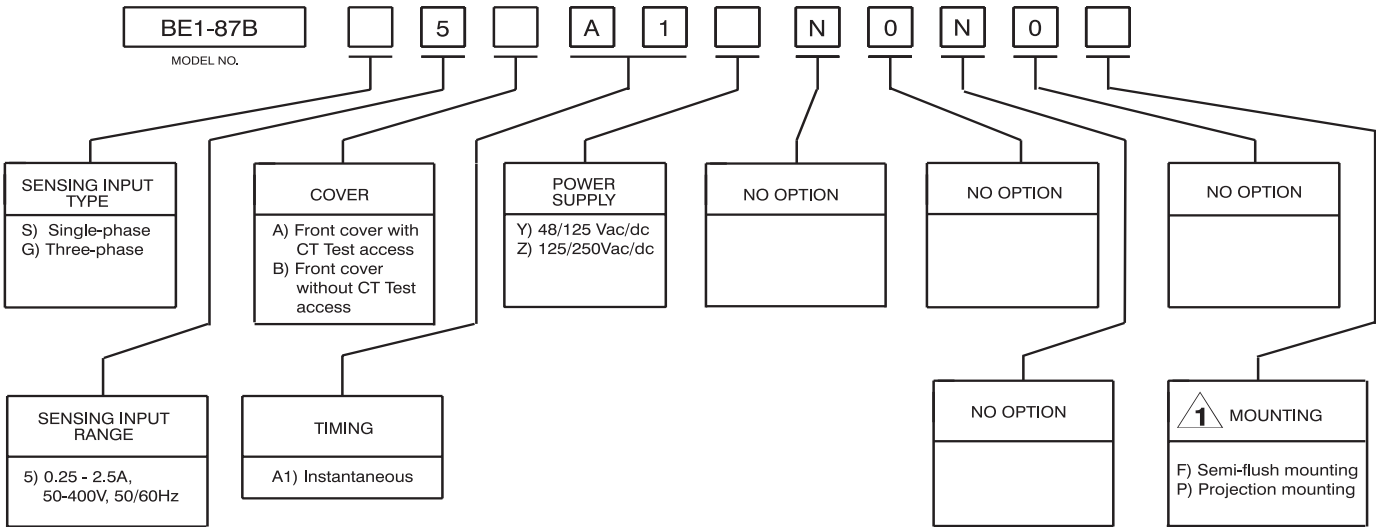 BE1-87B
5
A
1
N
0
N
0
MODEL NO.
SENSING INPUT
TYPE
S) Single-phase
G) Three-phase
COVER
A) Front cover with
CT Test access
B) Front cover
without CT Test
access
POWER
SUPPLY
Y) 48/125 Vac/dc
Z) 125/250Vac/dc
NO OPTION
NO OPTION
NO OPTION
SENSING INPUT
RANGE
5) 0.25 - 2.5A,
50-400V, 50/60Hz
TIMING
A1) Instantaneous
NO OPTION
1 MOUNTING
F) Semi-flush mounting
P) Projection mounting